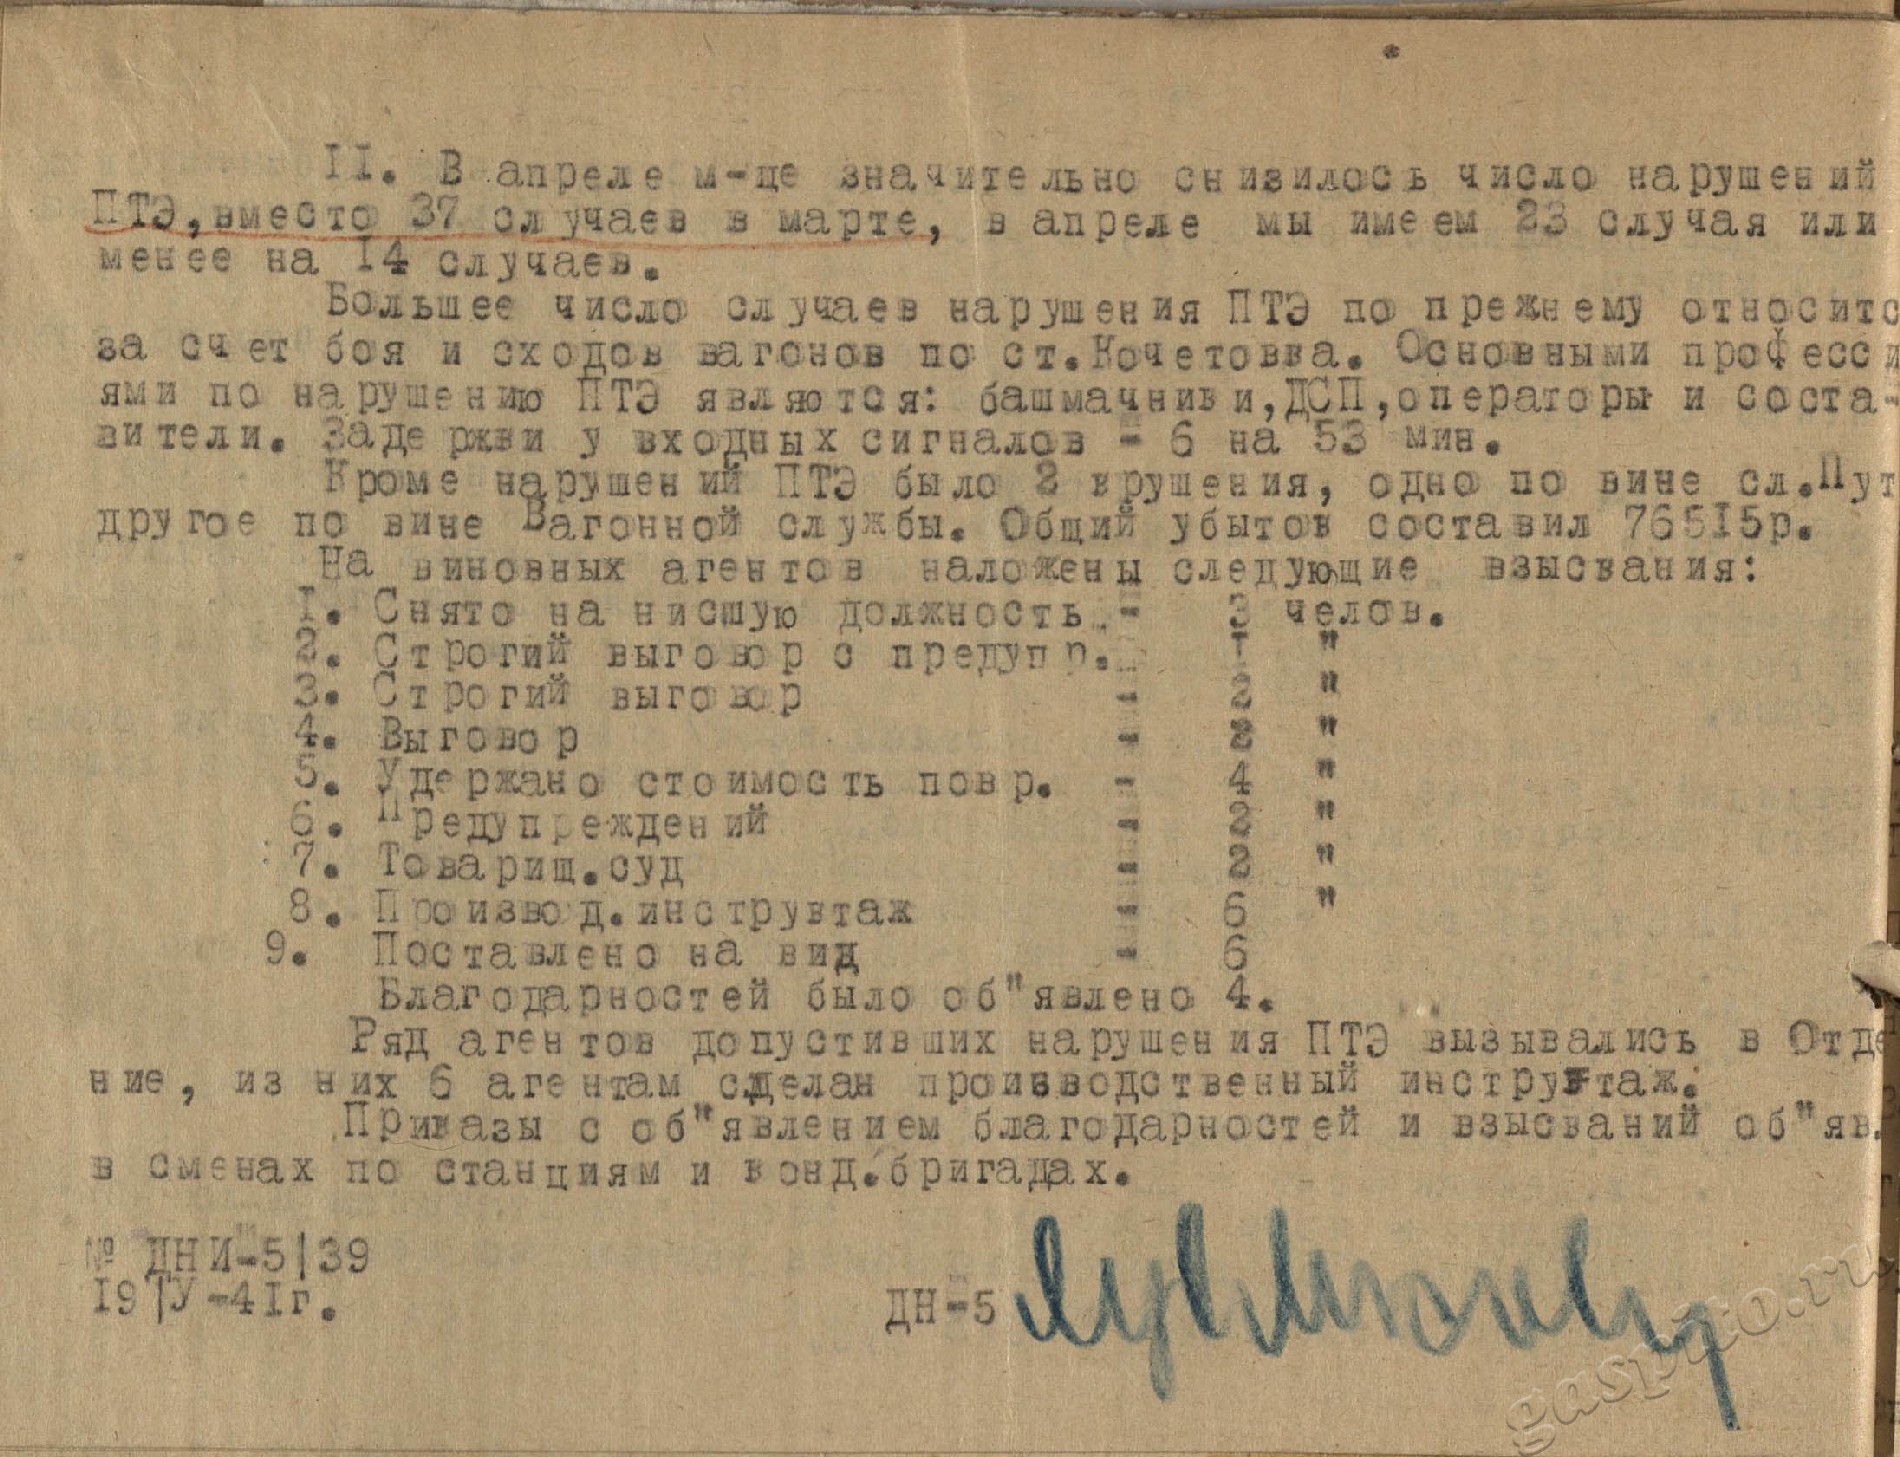 II. В апреле м-це значительно снизилось число нарушений
ПТЭ,вместо 37 случаев в марте, в апреле мы имеем 23 случая или
менее на I4 случаев.
Большее число случаев нарушения ПТЭ по прежнему относитс
за счет боя и сходов вагонов по ст.Кочетовка. Основными професси
ями по нарушению ПТЭ являются: башмачники,ДСП,операторы и соста-
вители. Задержки у входных сигналов - 6 на 53 мин.
Кроме нарушений ПТЭ было 2 крушения, одно по вине сл.Пут
другое по вине Вагонной службы. Общий убыток составил 765I5р.
На виновных агентов наложены следующие взыскания:
I. Снято на нисшую должность - 3 челов.
2. Строгий выговор с предупр. - I "
3. Строгий выговор - 2 "
4. Выговор - 2 "
5. Удержано стоимость повр. - 4 "
6. Предупреждений - 2 "
7. Товарищ.суд - 2 "
8. Производ.инструктаж - 6 "
9. Поставлено на вид - 6
Благодарностей было об"явлено 4.
Ряд агентов допустивших нарушения ПТЭ вызывались в Отде
ние, из них 6 агентам сделан производственный инструктаж.
Приказы с об"явлением благодарностей и взысканий об"яв.
в сменах по станциям и конд.бригадах.
№ ДНИ-5|39
I9|У-4Iг.
ДН-5
gaspito.ru